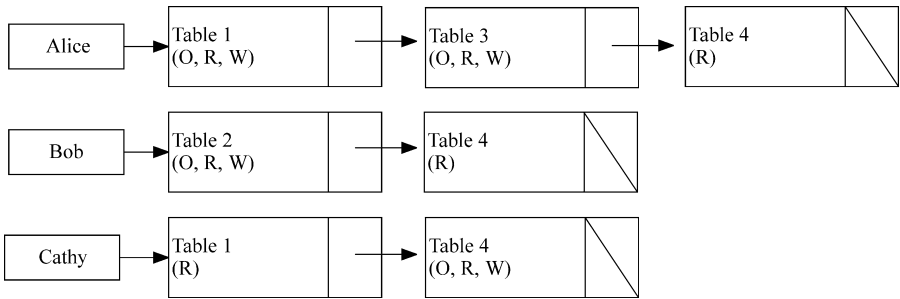 Alice
Table 1
(O, R, W)
Table 3
(O, R, W)
Table 4
(R)
Bob
Table 2
(O, R, W)
Table 4
(R)
Cathy
Table 1
(R)
Table 4
(O, R, W)